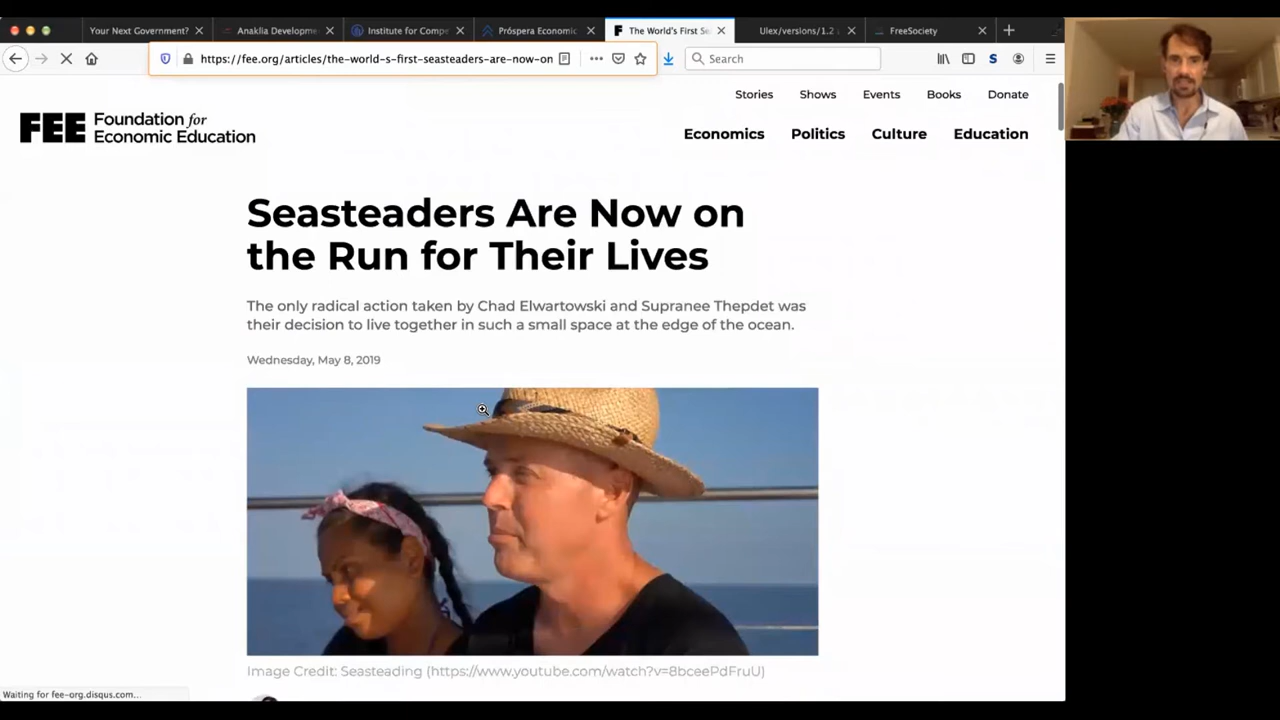 Your Next Government?
Anaklia Developme
Institute for Compe
Próspera Economic
The World's First Se
Ulex/versions/1.2
FreeSociety
https://fee.org/articles/the-world-s-first-seasteaders-are-now-on
Search
S
Stories
Shows
Events
Books
Donate
FEE
Foundation for
Economic Education
Economics
Politics
Culture
Education
Seasteaders Are Now on
the Run for Their Lives
The only radical action taken by Chad Elwartowski and Supranee Thepdet was
their decision to live together in such a small space at the edge of the ocean.
Wednesday, May 8, 2019
Image Credit: Seasteading (https://www.youtube.com/watch?v=8bceePdFruU)
Waiting for fee-org.disqus.com...